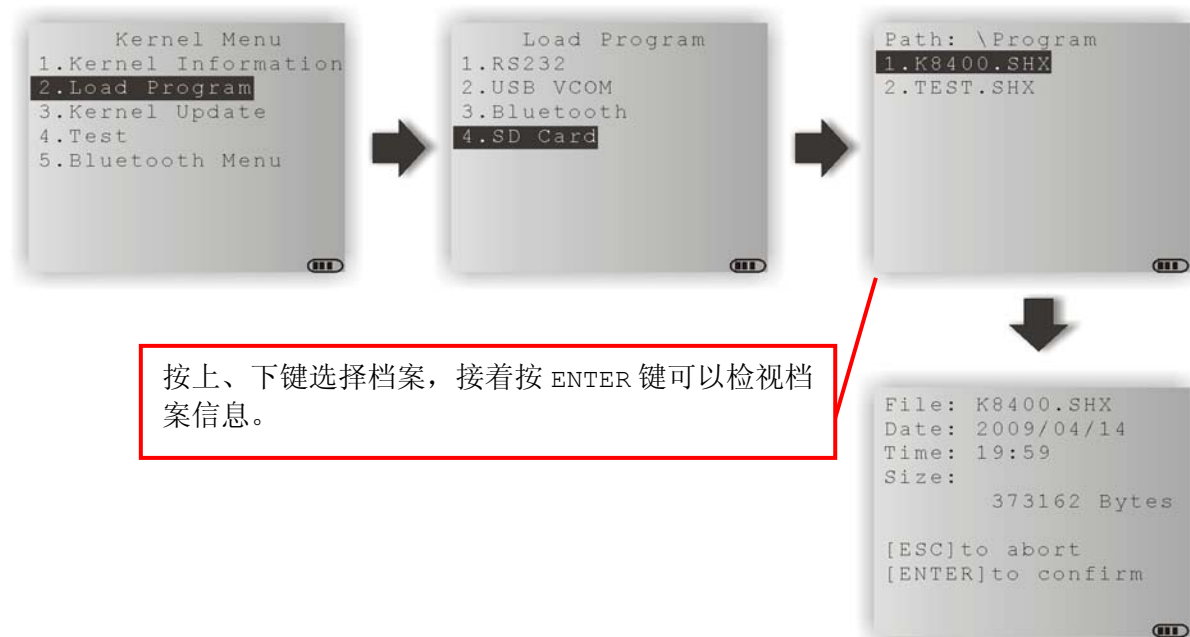 Kernel Menu
1.Kernel Information
2.Load Program
3.Kernel Update
4.Test
5.Bluetooth Menu
Load Program
1.RS232
2.USB VCOM
3.Bluetooth
4.SD Card
Path: \Program
1.K8400.SHX
2.TEST.SHX
按上、下键选择档案，接着按 ENTER 键可以检视档
案信息。
File: K8400.SHX
Date: 2009/04/14
Time: 19:59
Size:
373162 Bytes
[ESC]to abort
[ENTER]to confirm